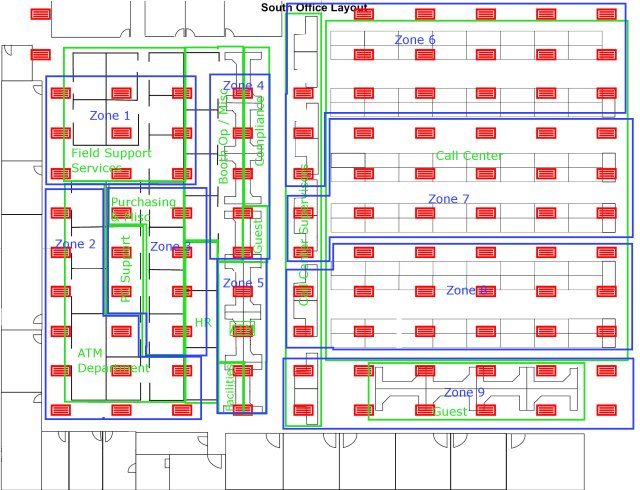 South Office Layout
Zone 6
Zone 4
Zone 1
Booth Op / Misc
Compliance
Field Support
Services
Call Center
Call Center Supervisors
Purchasing
& Misc
Zone 7
Zone 2
Zone 3
Guest
Support
Zone 5
Zone 8
HR
ATM
Department
Facilities
Zone 9
Guest